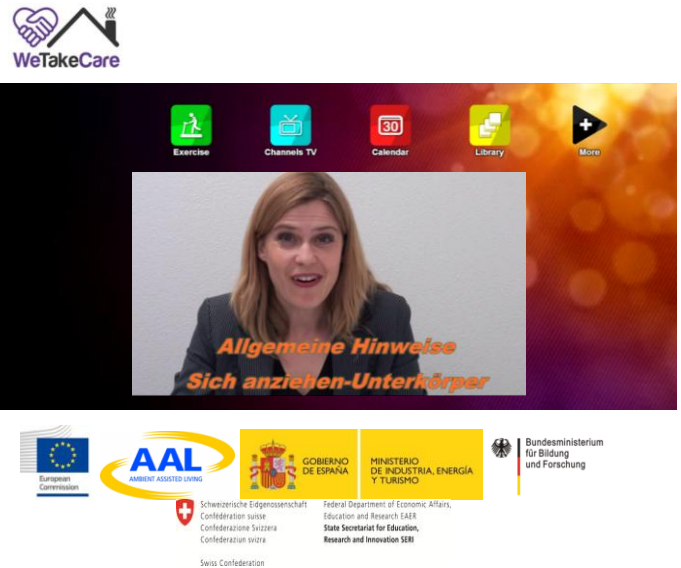 WeTakeCare
Exercise
Channels TV
30
Calendar
Library
More
Allgemeine Hinweise
Sich anziehen-Unterkörper
European
Commission
AAL
AMBIENT ASSISTED LIVING
GOBIERNO
DE ESPAÑA
MINISTERIO
DE INDUSTRIA, ENERGÍA
Y TURISMO
Bundesministerium
für Bildung
und Forschung
Schweizerische Eidgenossenschaft
Confédération suisse
Confederazione Svizzera
Confederaziun svizra
Swiss Confederation
Federal Department of Economic Affairs,
Education and Research EAER
State Secretariat for Education,
Research and Innovation SERI